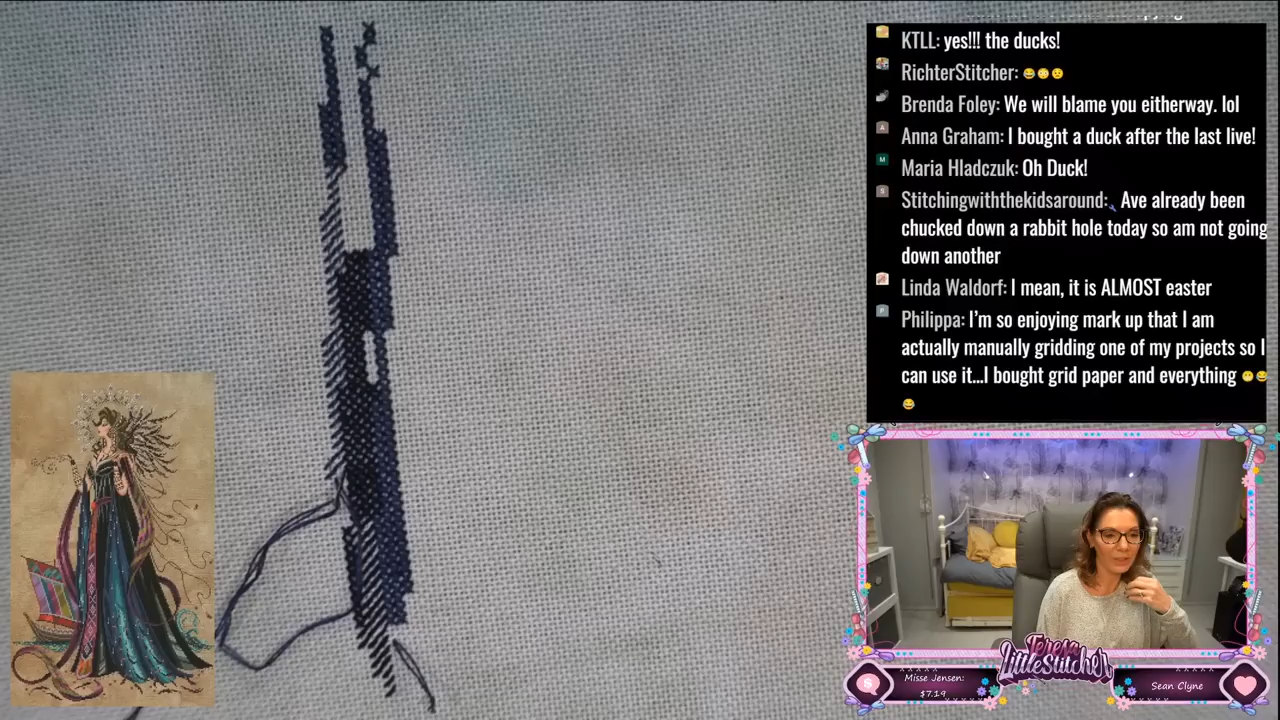 KTLL: yes!!! the ducks!
RichterStitcher: 😂😳😟
Brenda Foley: We will blame you eitherway. lol
Anna Graham: I bought a duck after the last live!
Maria Hladczuk: Oh Duck!
Stitchingwiththekidsaround: Ave already been
chucked down a rabbit hole today so am not going
down another
Linda Waldorf: I mean, it is ALMOST easter
Philippa: I'm so enjoying mark up that I am
actually manually gridding one of my projects so I
can use it...I bought grid paper and everything 😬😂
😂
Teresa
LittleStitcher
Misse Jensen:
$7.19
Sean Clyne